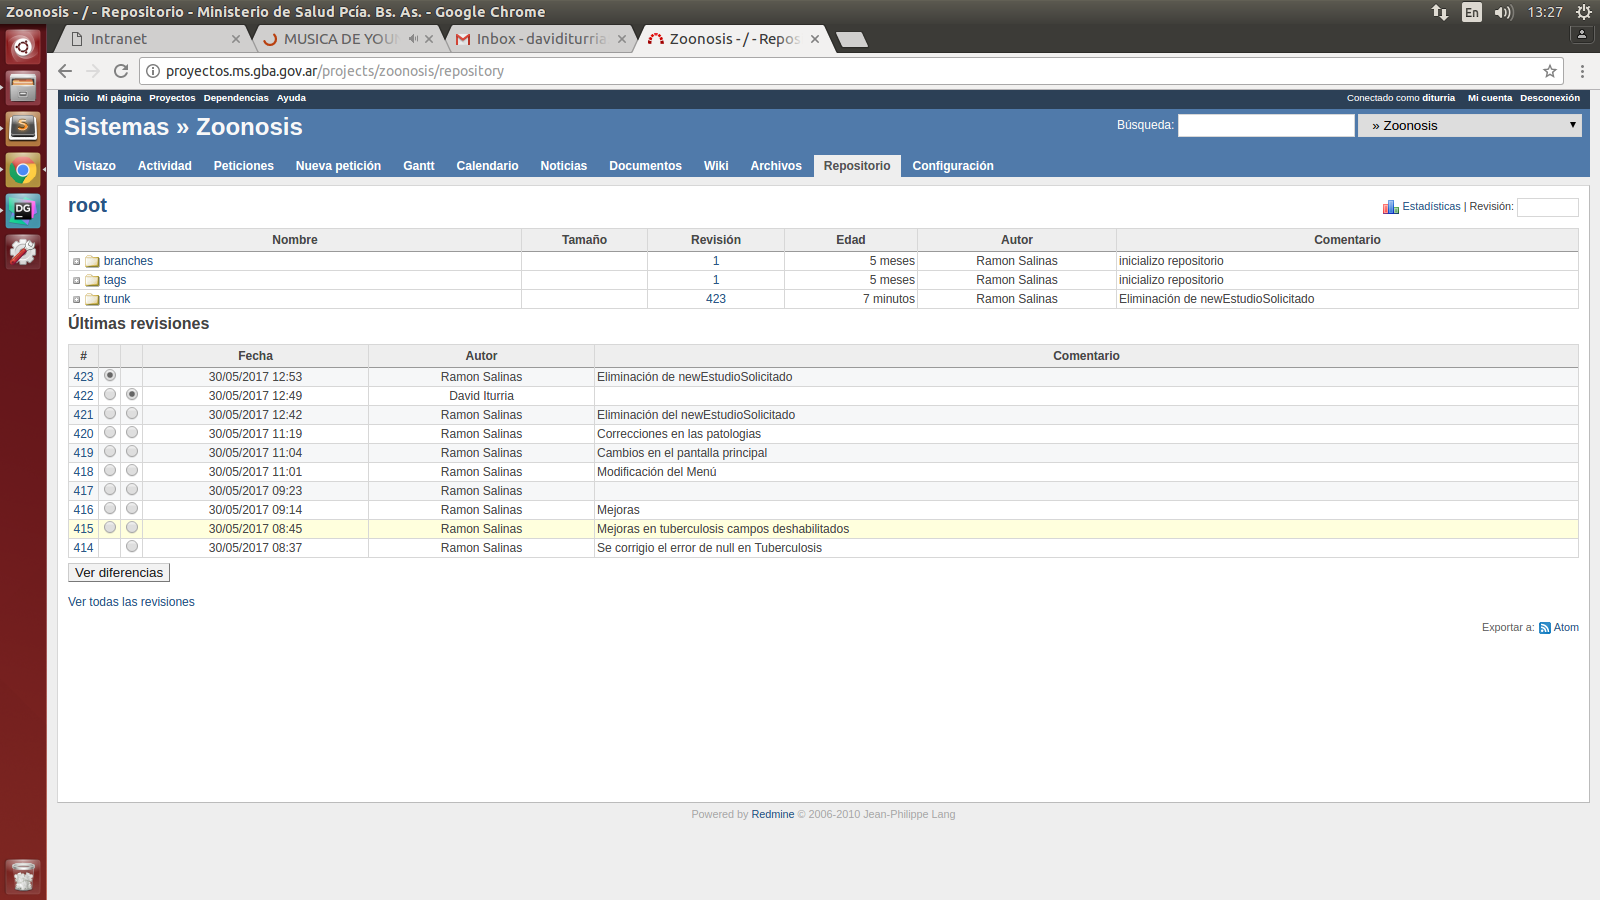 Zoonosis - / - Repositorio - Ministerio de Salud Pcía. Bs. As. - Google Chrome En 13:27
Intranet MUSICA DE YOU Inbox - daviditurria Zoonosis - / - Repos
proyectos.ms.gba.gov.ar/projects/zoonosis/repository
Inicio Mi página Proyectos Dependencias Ayuda Conectado como diturria Mi cuenta Desconexión
Sistemas » Zoonosis Búsqueda: » Zoonosis
Vistazo Actividad Peticiones Nueva petición Gantt Calendario Noticias Documentos Wiki Archivos Repositorio Configuración
root Estadísticas | Revisión:
Nombre Tamaño Revisión Edad Autor Comentario
branches 1 5 meses Ramon Salinas inicializo repositorio
tags 1 5 meses Ramon Salinas inicializo repositorio
trunk 423 7 minutos Ramon Salinas Eliminación de newEstudioSolicitado
Últimas revisiones
# Fecha Autor Comentario
423 30/05/2017 12:53 Ramon Salinas Eliminación de newEstudioSolicitado
422 30/05/2017 12:49 David Iturria
421 30/05/2017 12:42 Ramon Salinas Eliminación del newEstudioSolicitado
420 30/05/2017 11:19 Ramon Salinas Correcciones en las patologias
419 30/05/2017 11:04 Ramon Salinas Cambios en el pantalla principal
418 30/05/2017 11:01 Ramon Salinas Modificación del Menú
417 30/05/2017 09:23 Ramon Salinas
416 30/05/2017 09:14 Ramon Salinas Mejoras
415 30/05/2017 08:45 Ramon Salinas Mejoras en tuberculosis campos deshabilitados
414 30/05/2017 08:37 Ramon Salinas Se corrigio el error de null en Tuberculosis
Ver diferencias
Ver todas las revisiones
Exportar a: Atom
Powered by Redmine © 2006-2010 Jean-Philippe Lang
DG